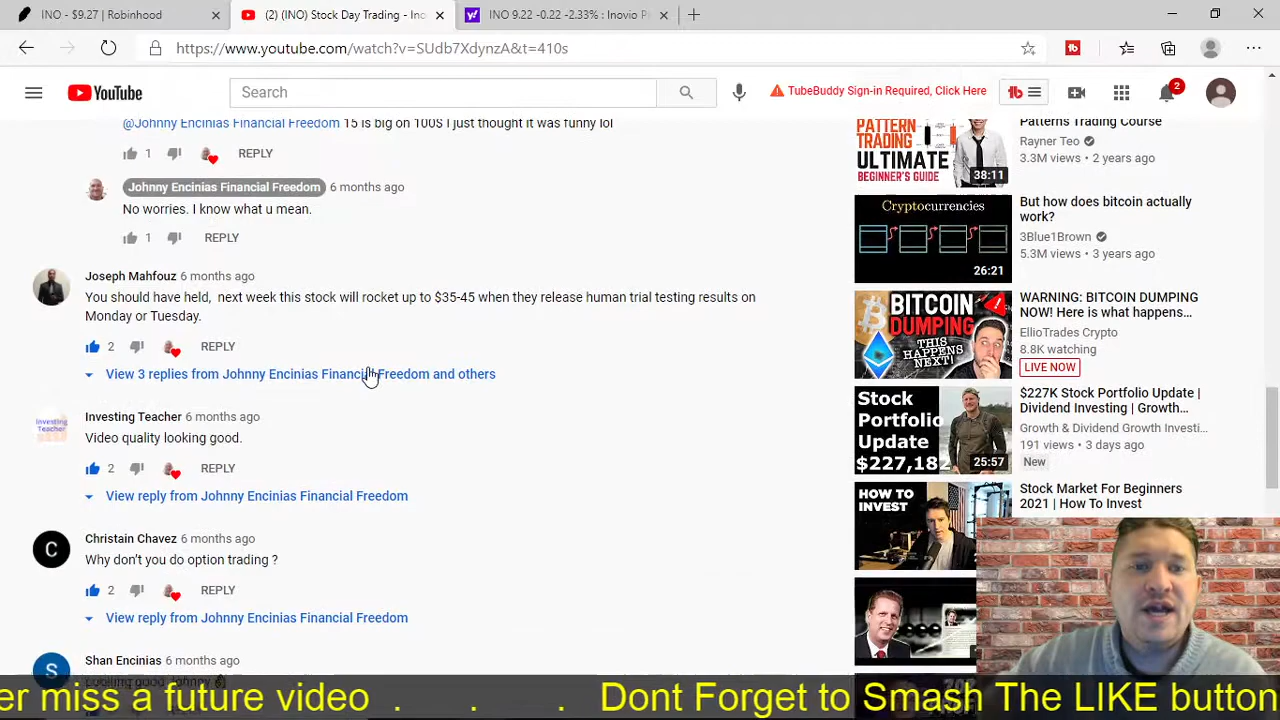 INO - $9.27 | Robinhood
(2) (INO) Stock Day Trading - Inc
INO 9.22 -0.22 -2.33% : Inovio P
https://www.youtube.com/watch?v=SUdb7XdynzA&t=410s
YouTube
Search
TubeBuddy Sign-in Required, Click Here
2
@Johnny Encinias Financial Freedom 15 is big on 100$ I just thought it was funny lol
1 REPLY
Johnny Encinias Financial Freedom 6 months ago
No worries. I know what u mean.
1 REPLY
Joseph Mahfouz 6 months ago
You should have held, next week this stock will rocket up to $35-45 when they release human trial testing results on
Monday or Tuesday.
2 REPLY
View 3 replies from Johnny Encinias Financial Freedom and others
Investing Teacher
Investing Teacher 6 months ago
Video quality looking good.
2 REPLY
View reply from Johnny Encinias Financial Freedom
C
Christain Chavez 6 months ago
Why don't you do option trading ?
2 REPLY
View reply from Johnny Encinias Financial Freedom
S
Shan Encinias 6 months ago
Looking good Johnny
PATTERN
TRADING
ULTIMATE
BEGINNER'S GUIDE
38:11
Patterns Trading Course
Rayner Teo
3.3M views • 2 years ago
Cryptocurrencies
26:21
But how does bitcoin actually
work?
3Blue1Brown
5.3M views • 3 years ago
BITCOIN
DUMPING
THIS
HAPPENS
NEXT!
WARNING: BITCOIN DUMPING
NOW! Here is what happens...
EllioTrades Crypto
8.8K watching
LIVE NOW
Stock
Portfolio
Update
$227,182
25:57
$227K Stock Portfolio Update |
Dividend Investing | Growth...
Growth & Dividend Growth Investi...
191 views • 3 days ago
New
HOW TO
INVEST
Stock Market For Beginners
2021 | How To Invest
er miss a future video . . . Dont Forget to Smash The LIKE button